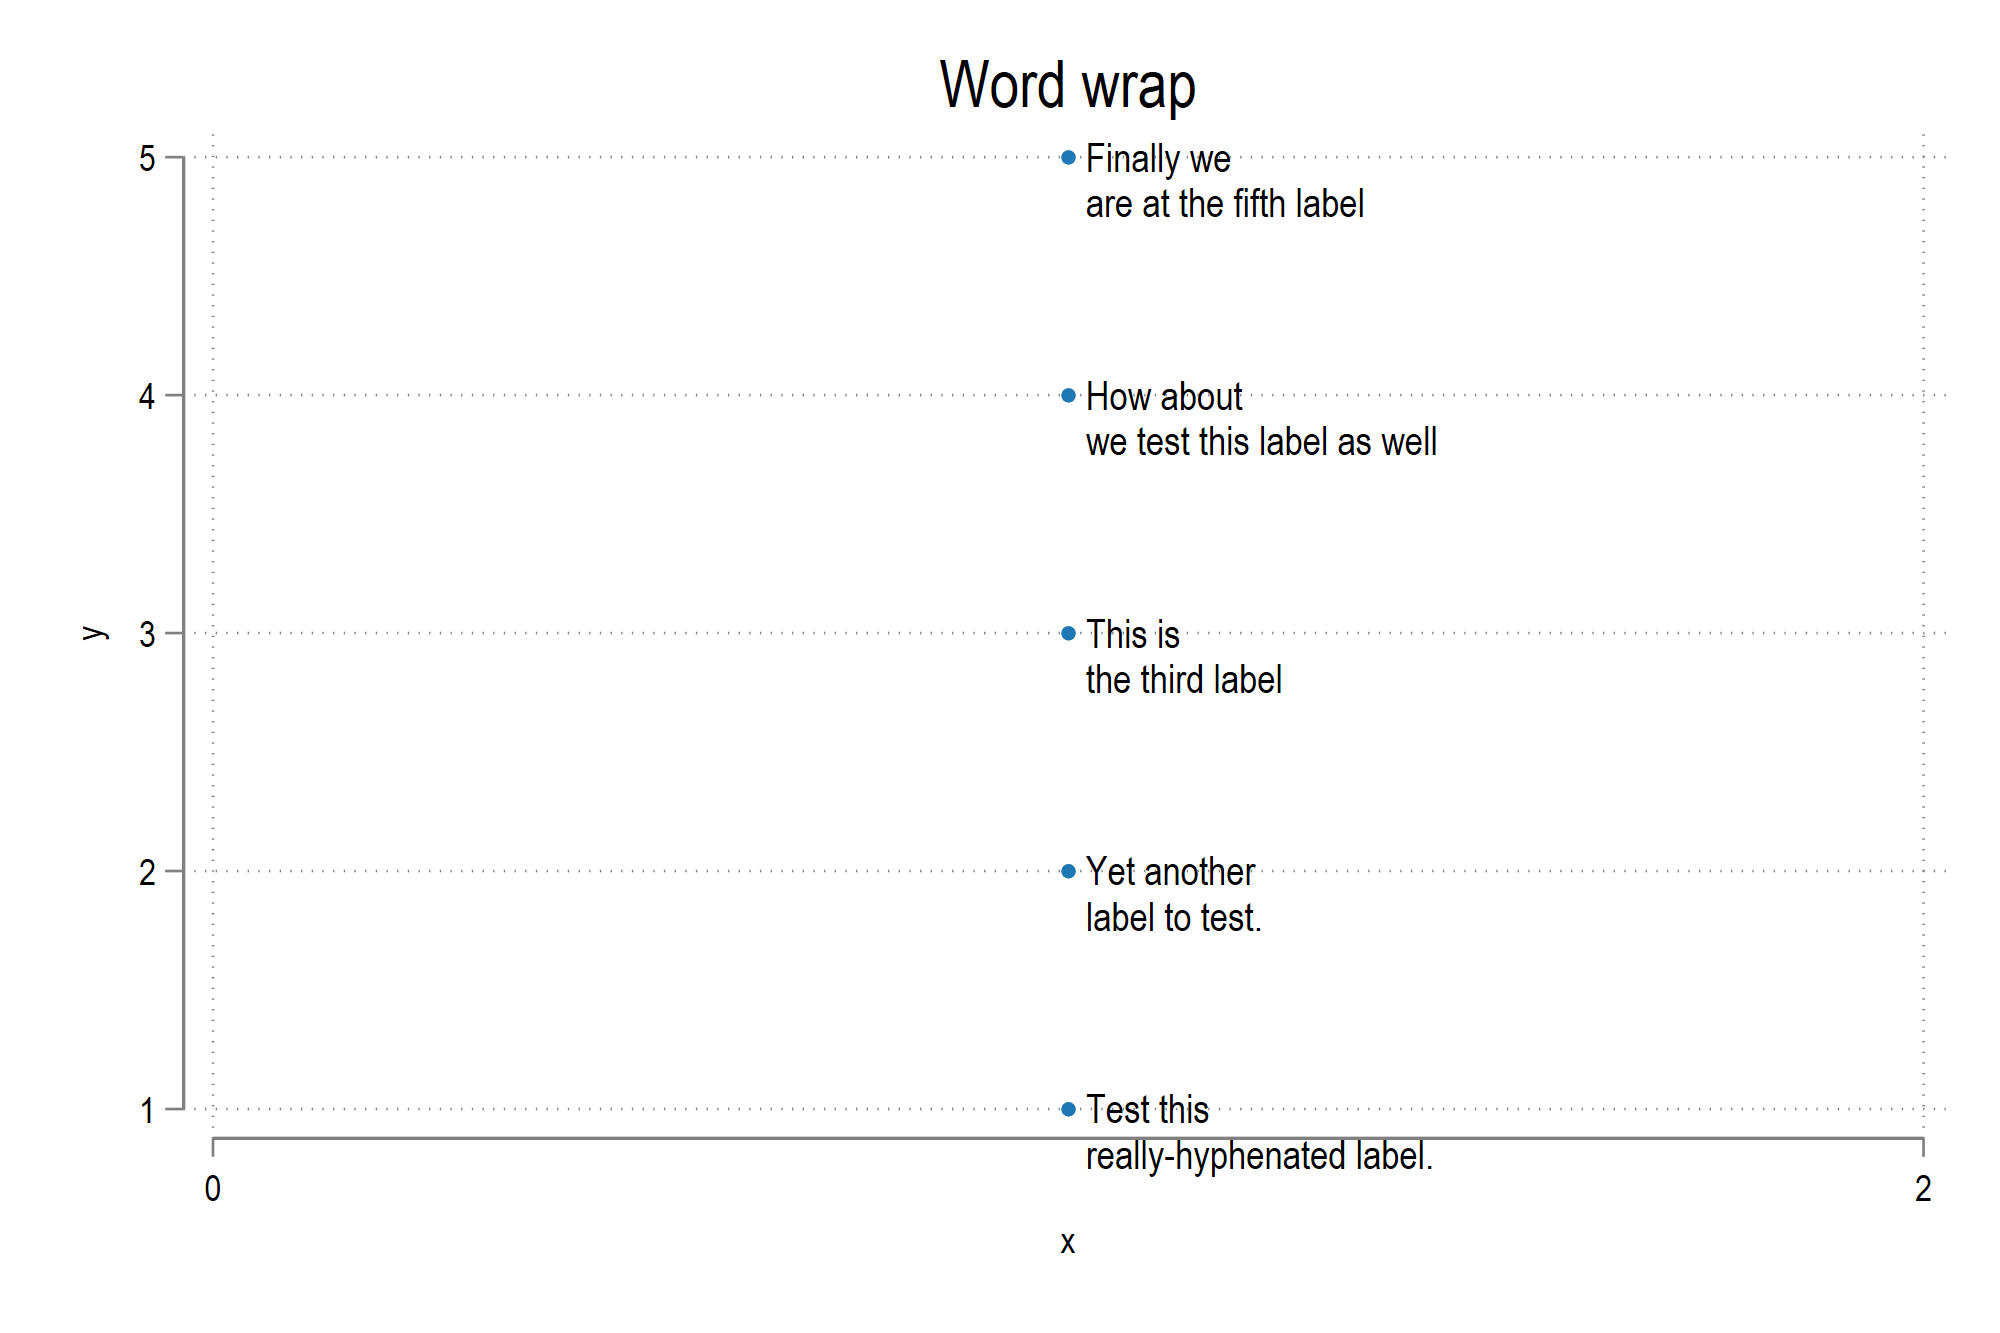 Word wrap
5
Finally we
are at the fifth label
4
How about
we test this label as well
y
3
This is
the third label
2
Yet another
label to test.
1
Test this
really-hyphenated label.
0
2
x